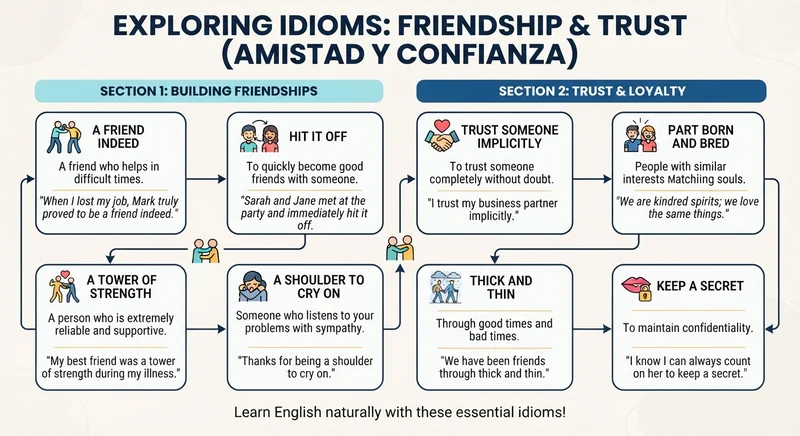 EXPLORING IDIOMS: FRIENDSHIP & TRUST
(AMISTAD Y CONFIANZA)
SECTION 1: BUILDING FRIENDSHIPS
A FRIEND
INDEED
A friend who helps in
difficult times.
"When I lost my job, Mark truly
proved to be a friend indeed."
HIT IT OFF
To quickly become good
friends with someone.
"Sarah and Jane met at the
party and immediately hit it
off.
A TOWER OF
STRENGTH
A person who is extremely
reliable and supportive.
"My best friend was a tower
of strength during my illness."
A SHOULDER TO
CRY ON
Someone who listens to your
problems with sympathy.
"Thanks for being a shoulder
to cry on."
SECTION 2: TRUST & LOYALTY
TRUST SOMEONE
IMPLICITLY
To trust someone
completely without doubt.
"I trust my business partner
implicitly."
PART BORN
AND BRED
People with similar
interests Matching souls.
"We are kindred spirits; we love
the same things."
THICK AND
THIN
Through good times and
bad times.
"We have been friends
through thick and thin."
KEEP A SECRET
To maintain confidentiality.
"I know I can always count
on her to keep a secret."
Learn English naturally with these essential idioms!